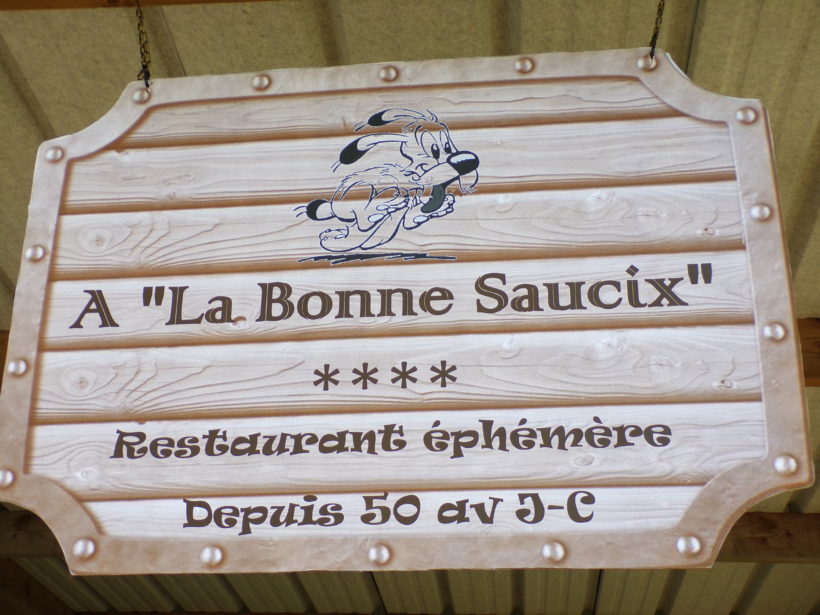 A "La Bonne Saucix"
****
Restaurant éphémère
Depuis 50 av J-C